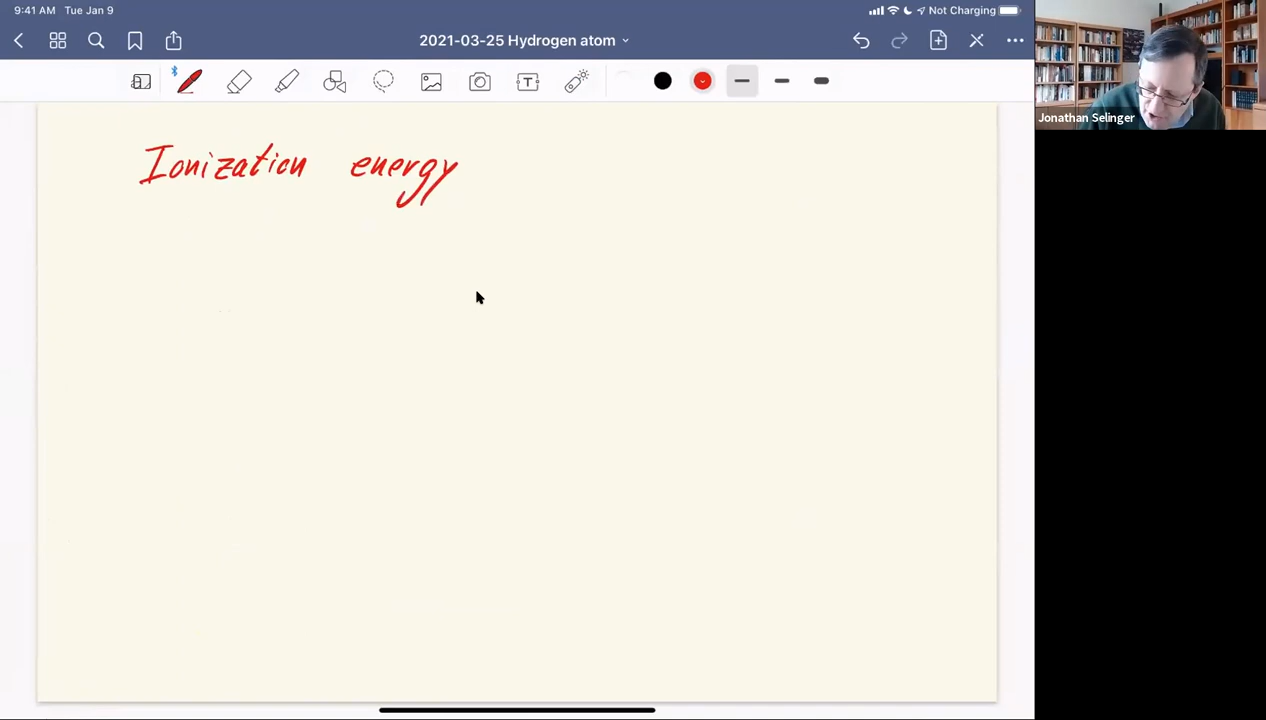 9:41 AM Tue Jan 9
Not Charging
2021-03-25 Hydrogen atom
T
Jonathan Selinger
Ionization energy